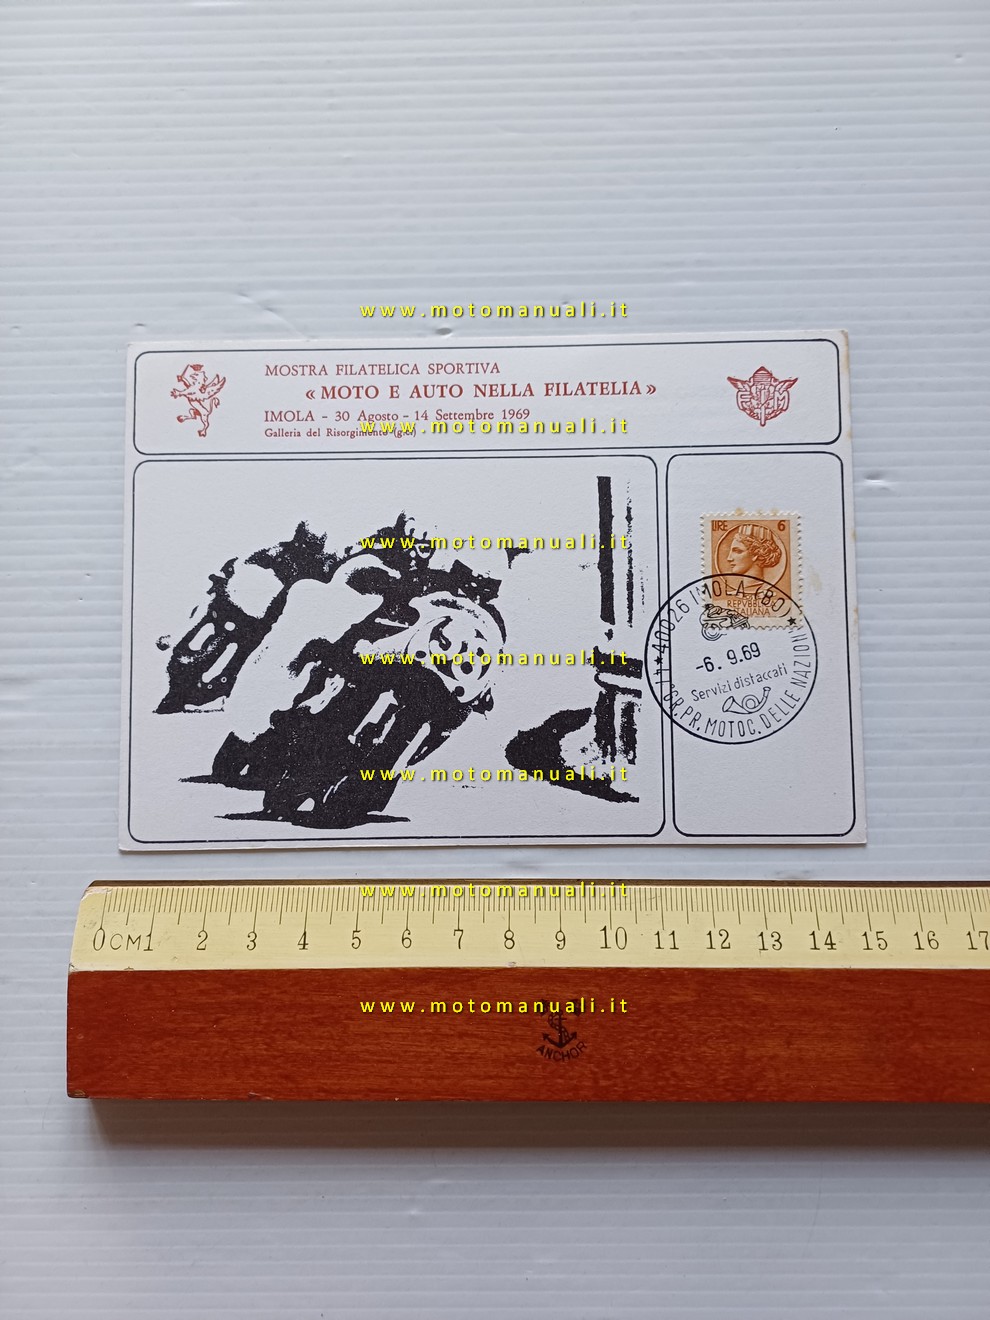 www.motomanuali.it
MOSTRA FILATELICA SPORTIVA
« MOTO E AUTO NELLA FILATELIA »
IMOLA - 30 Agosto - 14 Settembre 1969
Galleria del Risorgimento (g.c.)
www.motomanuali.it
F M
LIRE 6
REPVBBLICA
ITALIANA
www.motomanuali.it
40026 IMOLA (BO)
-6.9.69
Servizi distaccati
GR. PR. MOTOC. DELLE NAZIONI
www.motomanuali.it
www.motomanuali.it
www.motomanuali.it
0 CM 1 2 3 4 5 6 7 8 9 10 11 12 13 14 15 16 17
www.motomanuali.it
ANCHOR